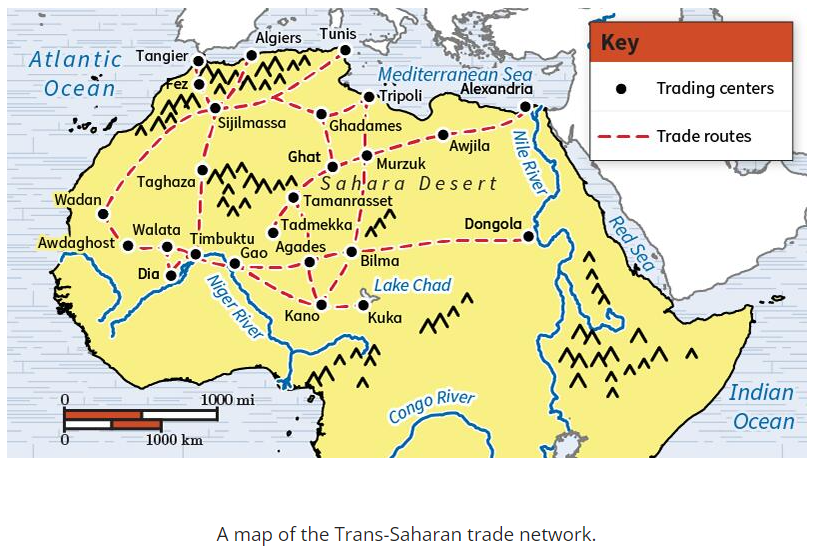 Atlantic
Ocean
Tangier
Algiers
Tunis
Fez
Mediterranean Sea
Alexandria
Tripoli
Sijilmassa
Ghadames
Awjila
Ghat
Murzuk
Taghaza
Sahara Desert
Nile River
Wadan
Tamanrasset
Walata
Tadmekka
Dongola
Red Sea
Awdaghost
Timbuktu
Gao
Agades
Bilma
Dia
Niger River
Lake Chad
Kano
Kuka
Congo River
Indian
Ocean
0
1000 mi
0
1000 km
Key
Trading centers
Trade routes
A map of the Trans-Saharan trade network.